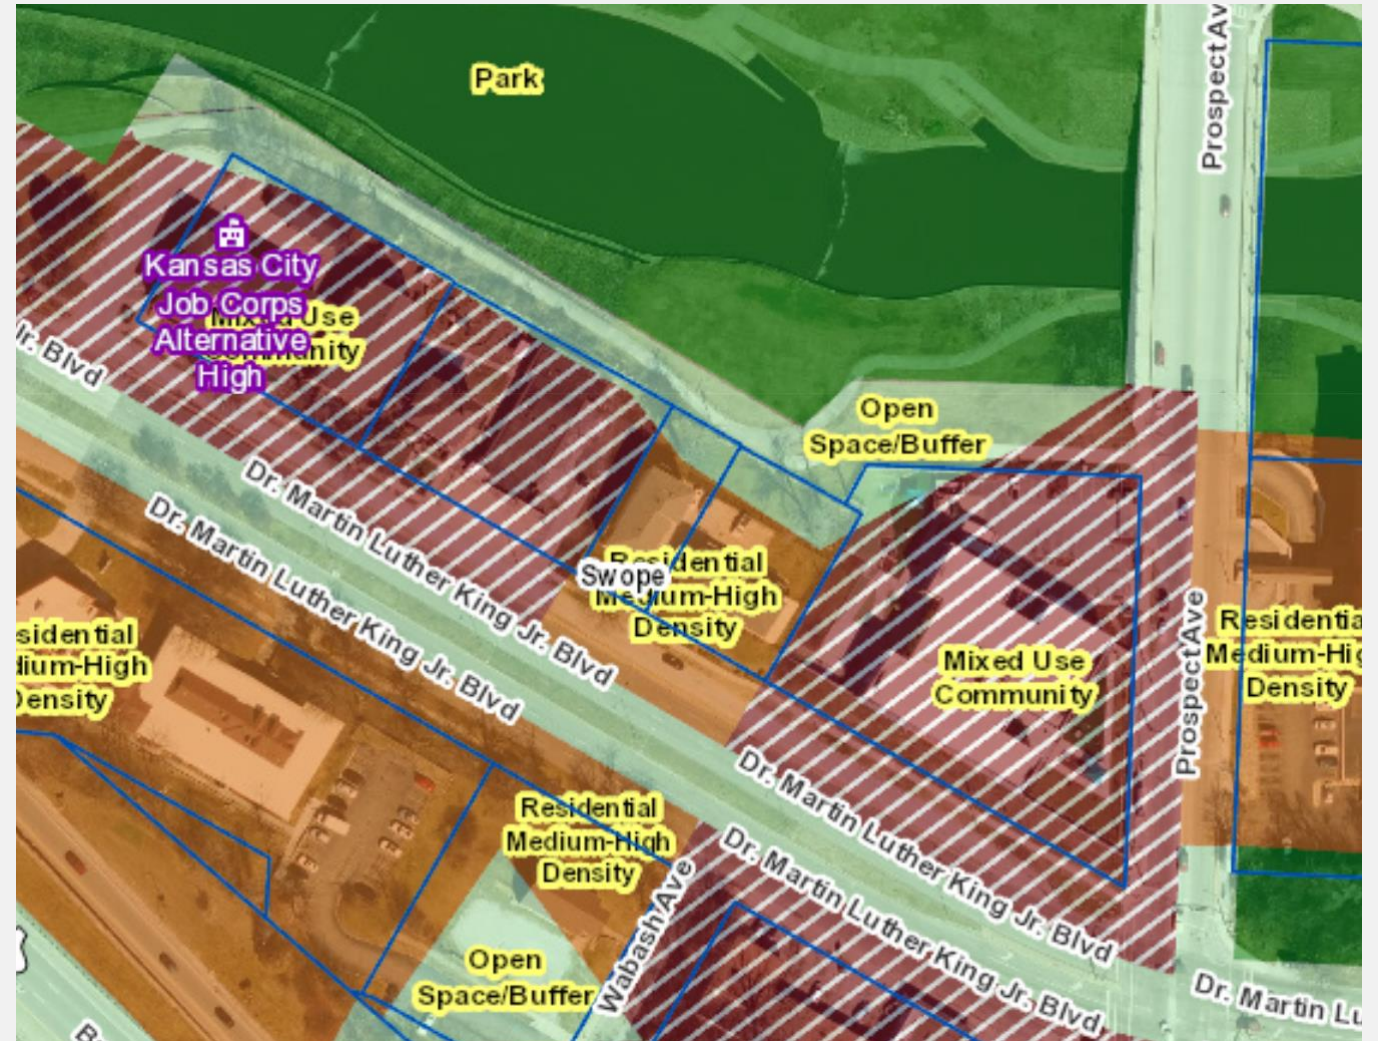 Park
Prospect Av
Kansas City
Job Corps
Alternative
High
Mixed Use
Community
Jr. Blvd
Open
Space/Buffer
Dr. Martin Luther King Jr. Blvd
Dr. Martin Luther King Jr. Blvd
Swope
Residential
Medium-High
Density
sidential
dium-High
Density
Mixed Use
Community
Prospect Ave
Residentia
Medium-Hig
Density
Residential
Medium-High
Density
Dr. Martin Luther King Jr. Blvd
Dr. Martin Luther King Jr. Blvd
Wabash Ave
Open
Space/Buffer
Dr. Martin Lu